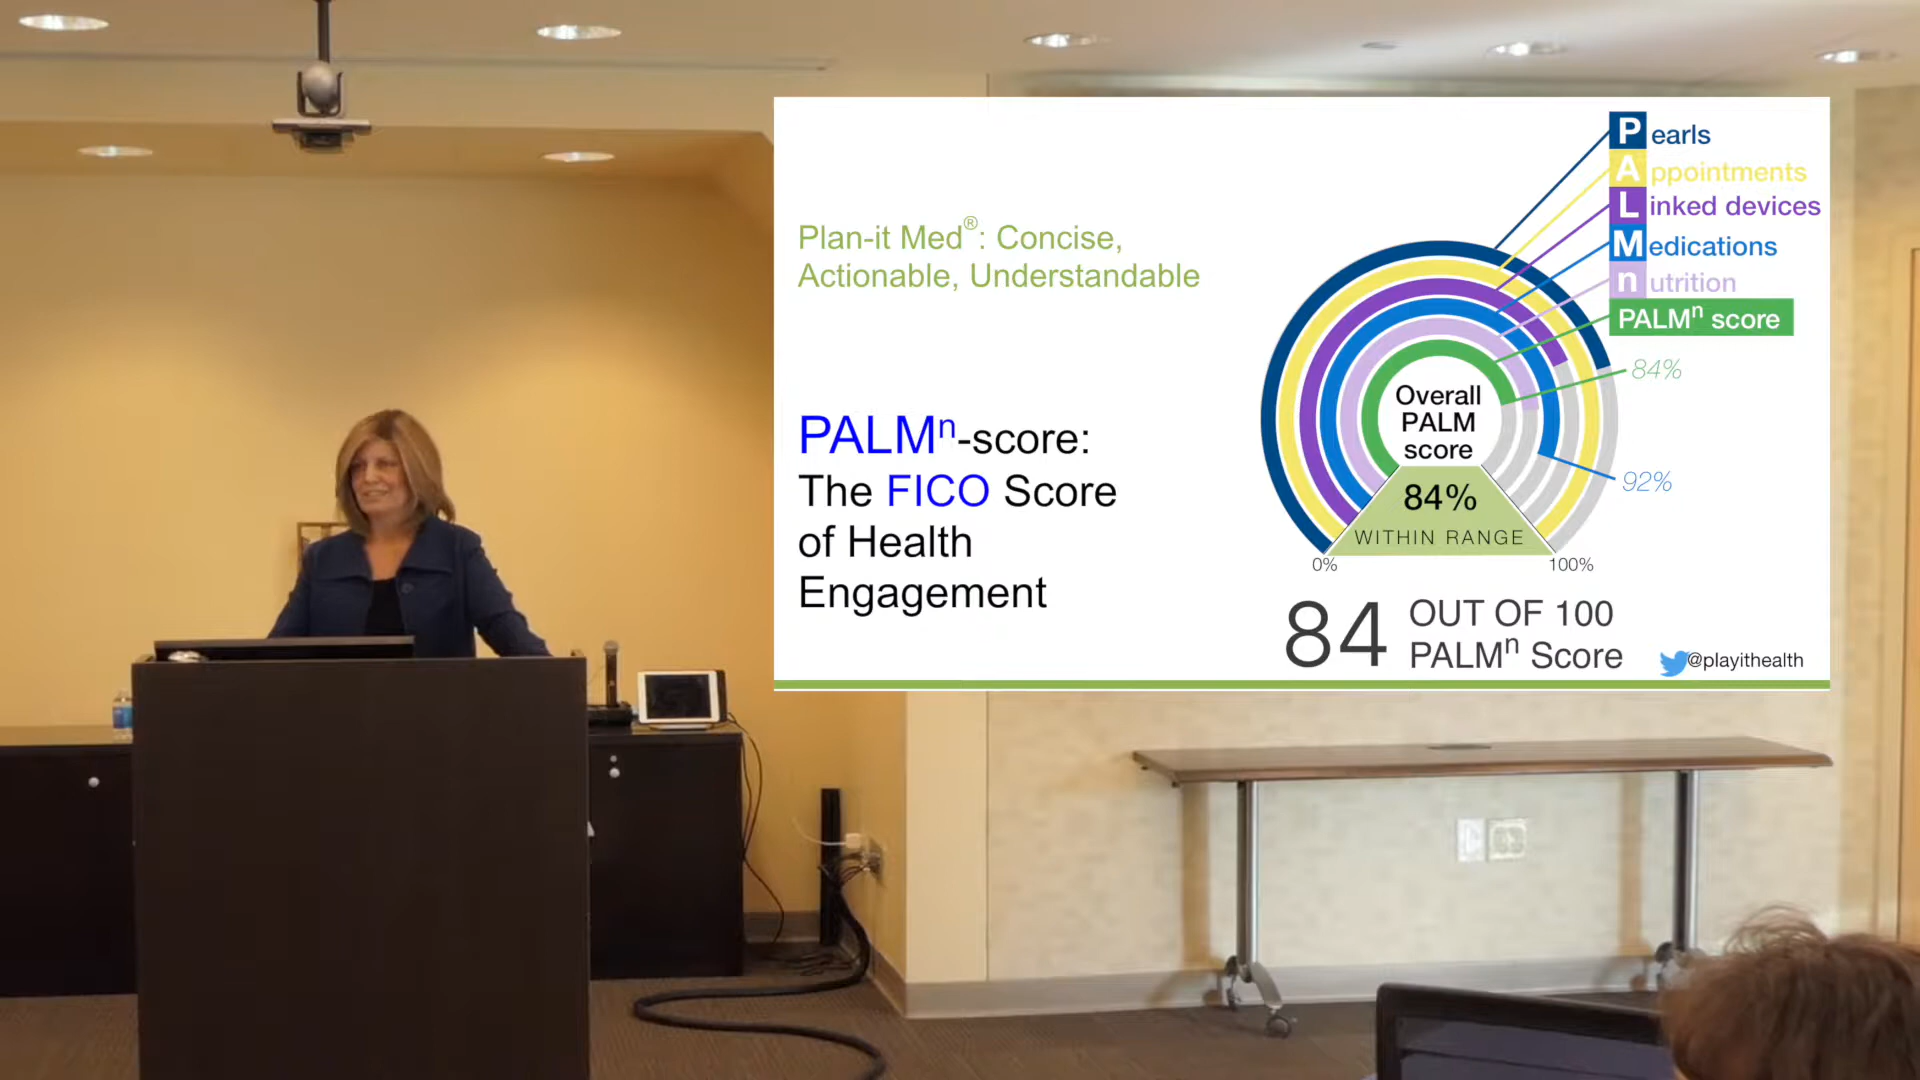 Plan-it Med®: Concise,
Actionable, Understandable
PALMⁿ-score:
The FICO Score
of Health
Engagement
Pearls
Appointments
Linked devices
Medications
nutrition
PALMⁿ score
84%
92%
Overall
PALM
score
84%
WITHIN RANGE
0%
100%
84 OUT OF 100
PALMⁿ Score
@playithealth